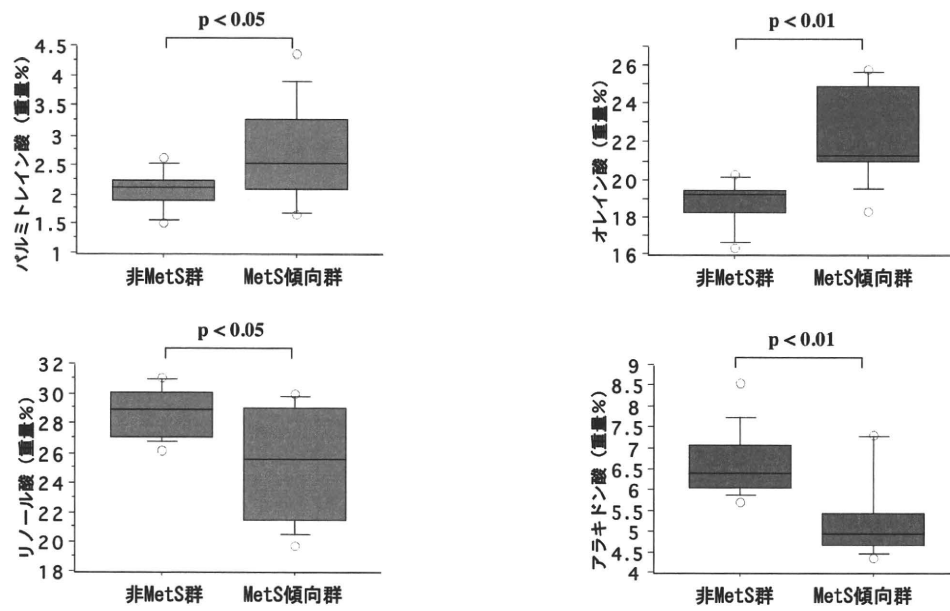 p＜0.05
パルミトレイン酸（重量%）
4.5
4
3.5
3
2.5
2
1.5
1
非MetS群 MetS傾向群
p＜0.01
オレイン酸（重量%）
26
24
22
20
18
16
非MetS群 MetS傾向群
p＜0.05
リノール酸（重量%）
32
30
28
26
24
22
20
18
非MetS群 MetS傾向群
p＜0.01
アラキドン酸（重量%）
9
8.5
8
7.5
7
6.5
6
5.5
5
4.5
4
非MetS群 MetS傾向群